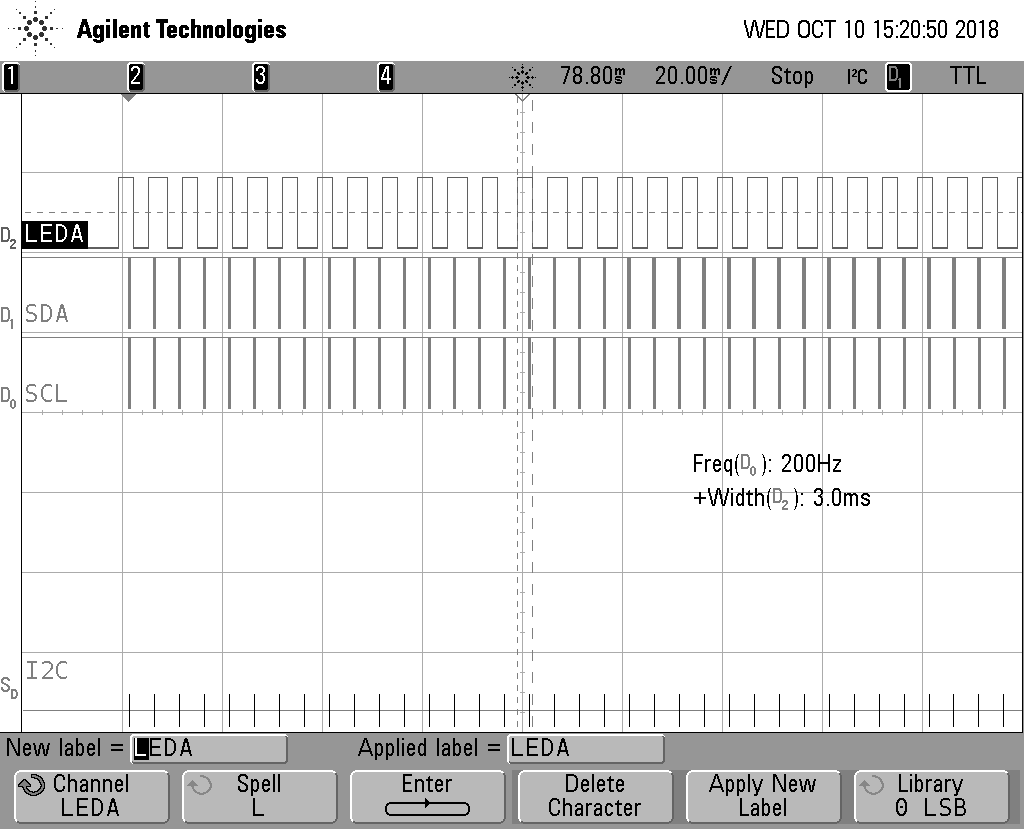 Agilent Technologies
WED OCT 10 15:20:50 2018
1 2 3 4 78.80ms 20.00ms/ Stop I²C D1 TTL
D2 LEDA
D1 SDA
D0 SCL
Freq(D0): 200Hz
+Width(D2): 3.0ms
I2C
SD
New label = LEDA Applied label = LEDA
Channel Spell Enter Delete Apply New Library
LEDA L Character Label 0 LSB